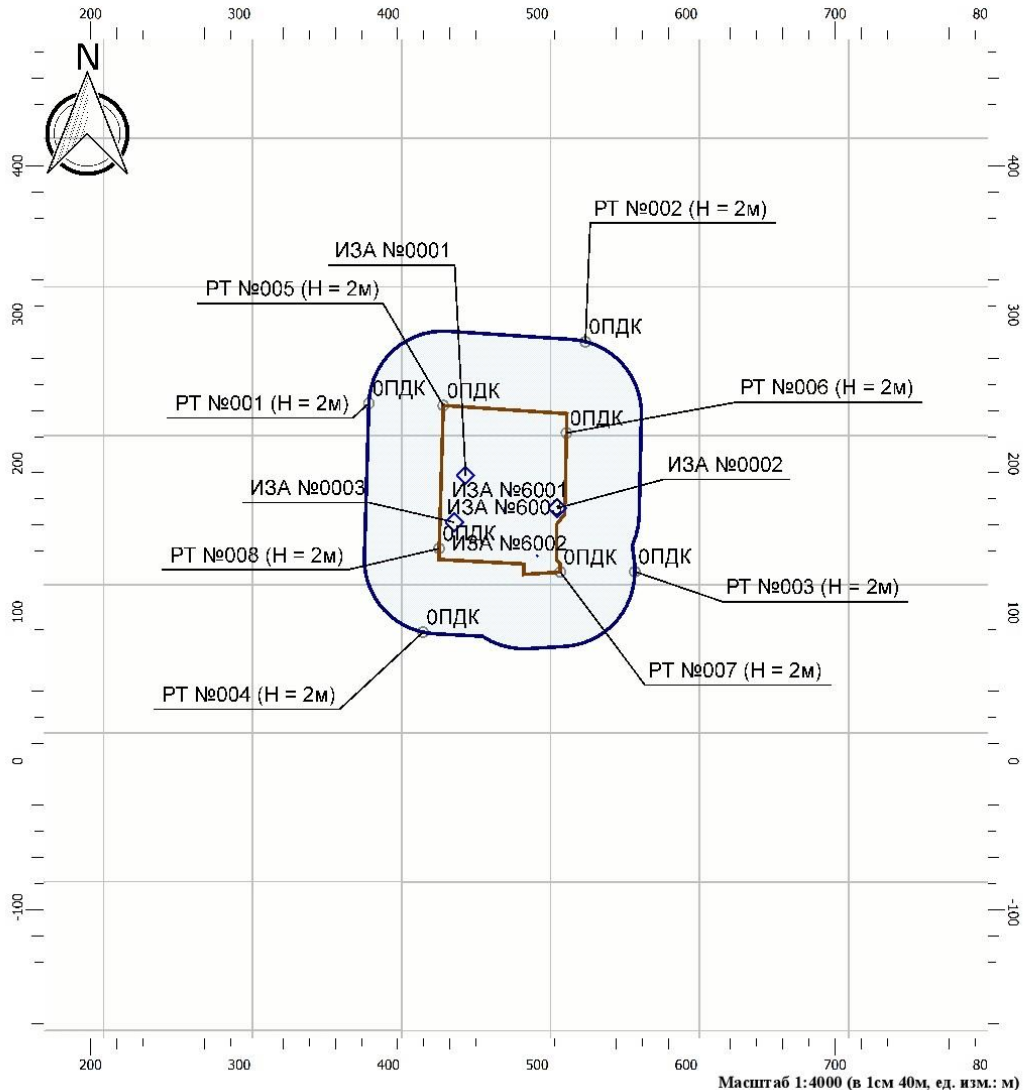 200 300 400 500 600 700 80
N
400 400
РТ №002 (Н = 2м)
ИЗА №0001
РТ №005 (Н = 2м)
300 300
0ПДК
РТ №006 (Н = 2м)
0ПДК 0ПДК
РТ №001 (Н = 2м)
0ПДК
200 200
ИЗА №0002
ИЗА №6001
ИЗА №0003
0ПДК
ИЗА №6002
РТ №008 (Н = 2м)
0ПДК 0ПДК
РТ №003 (Н = 2м)
100 100
0ПДК
РТ №007 (Н = 2м)
РТ №004 (Н = 2м)
0 0
-100 -100
200 300 400 500 600 700 80
Масштаб 1:4000 (в 1см 40м, ед. изм.: м)